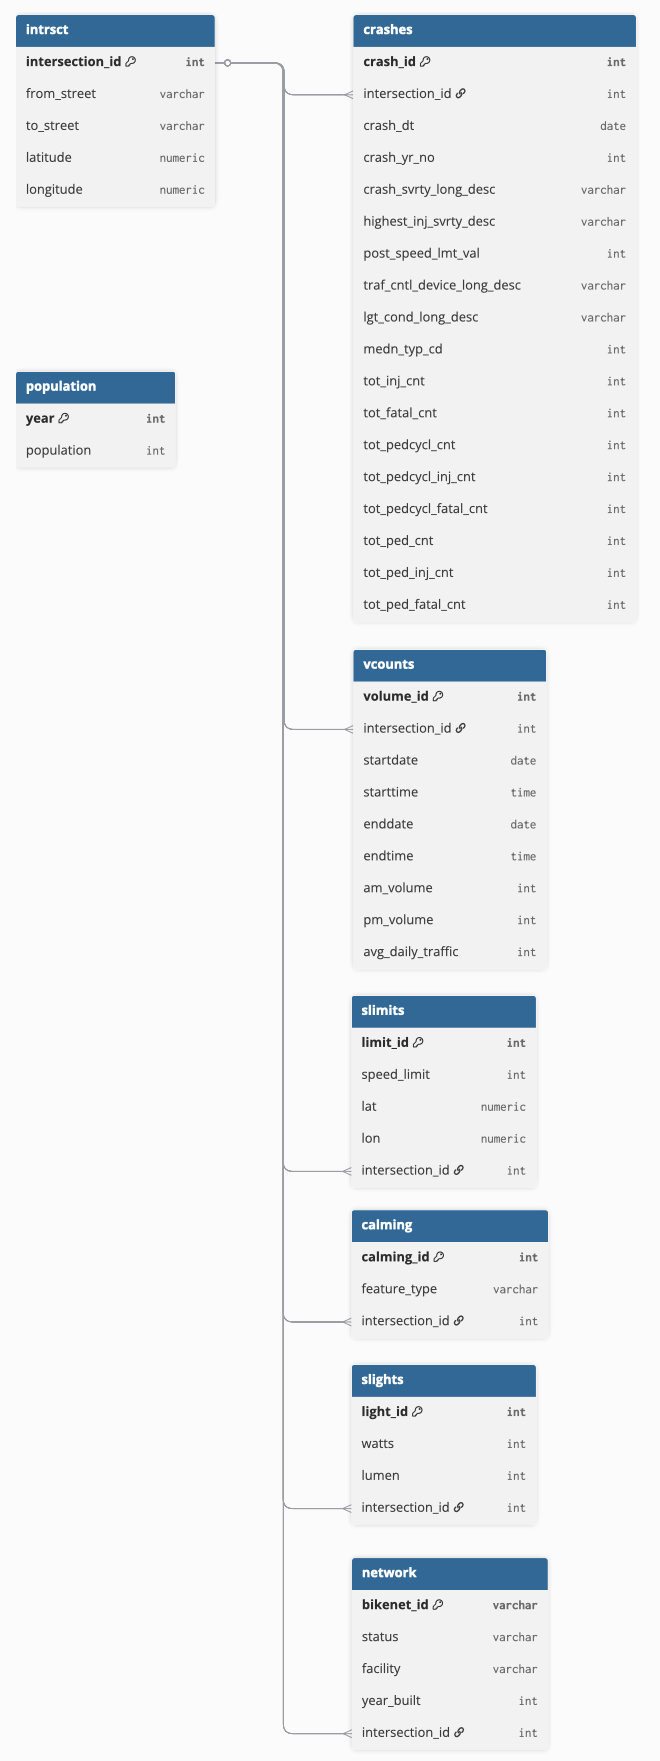 intrsct
intersection_id int
from_street varchar
to_street varchar
latitude numeric
longitude numeric
population
year int
population int
crashes
crash_id int
intersection_id int
crash_dt date
crash_yr_no int
crash_svrty_long_desc varchar
highest_inj_svrty_desc varchar
post_speed_lmt_val int
traf_cntl_device_long_desc varchar
lgt_cond_long_desc varchar
medn_typ_cd int
tot_inj_cnt int
tot_fatal_cnt int
tot_pedcycl_cnt int
tot_pedcycl_inj_cnt int
tot_pedcycl_fatal_cnt int
tot_ped_cnt int
tot_ped_inj_cnt int
tot_ped_fatal_cnt int
vcounts
volume_id int
intersection_id int
startdate date
starttime time
enddate date
endtime time
am_volume int
pm_volume int
avg_daily_traffic int
slimits
limit_id int
speed_limit int
lat numeric
lon numeric
intersection_id int
calming
calming_id int
feature_type varchar
intersection_id int
slights
light_id int
watts int
lumen int
intersection_id int
network
bikenet_id varchar
status varchar
facility varchar
year_built int
intersection_id int